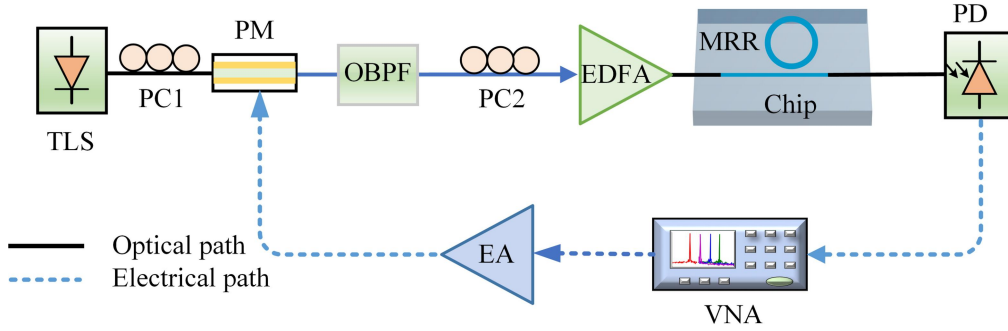 PM
PD
MRR
OBPF
EDFA
PC1
PC2
Chip
TLS
EA
Optical path
Electrical path
VNA